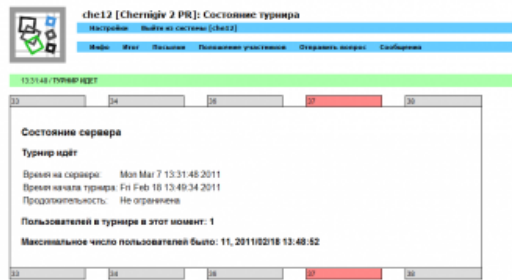 che12 [Chernigiv 2 PR]: Состояние турнира
Настройки Выйти из системы [che12]
Инфо Итог Посылки Положение участников Отправить вопрос Сообщения
13:31:48 / ТУРНИР ИДЕТ
33 34 36 37 38
Состояние сервера
Турнир идёт
Время на сервере: Mon Mar 7 13:31:48 2011
Время начала турнира: Fri Feb 18 13:49:34 2011
Продолжительность: Не ограничена
Пользователей в турнире в этот момент: 1
Максимальное число пользователей было: 11, 2011/02/18 13:48:52
33 34 36 37 38